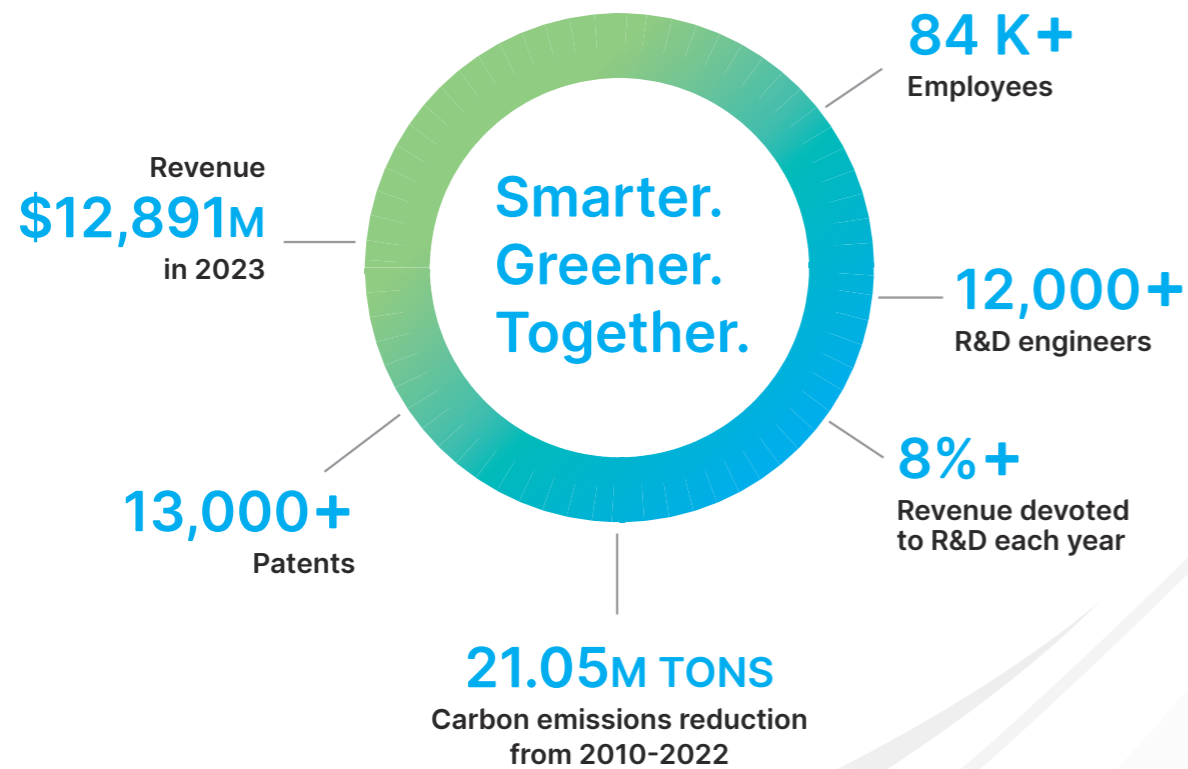 84 K+
Employees
Revenue
$12,891M
in 2023
Smarter.
Greener.
Together.
12,000+
R&D engineers
8%+
Revenue devoted
to R&D each year
13,000+
Patents
21.05M TONS
Carbon emissions reduction
from 2010-2022